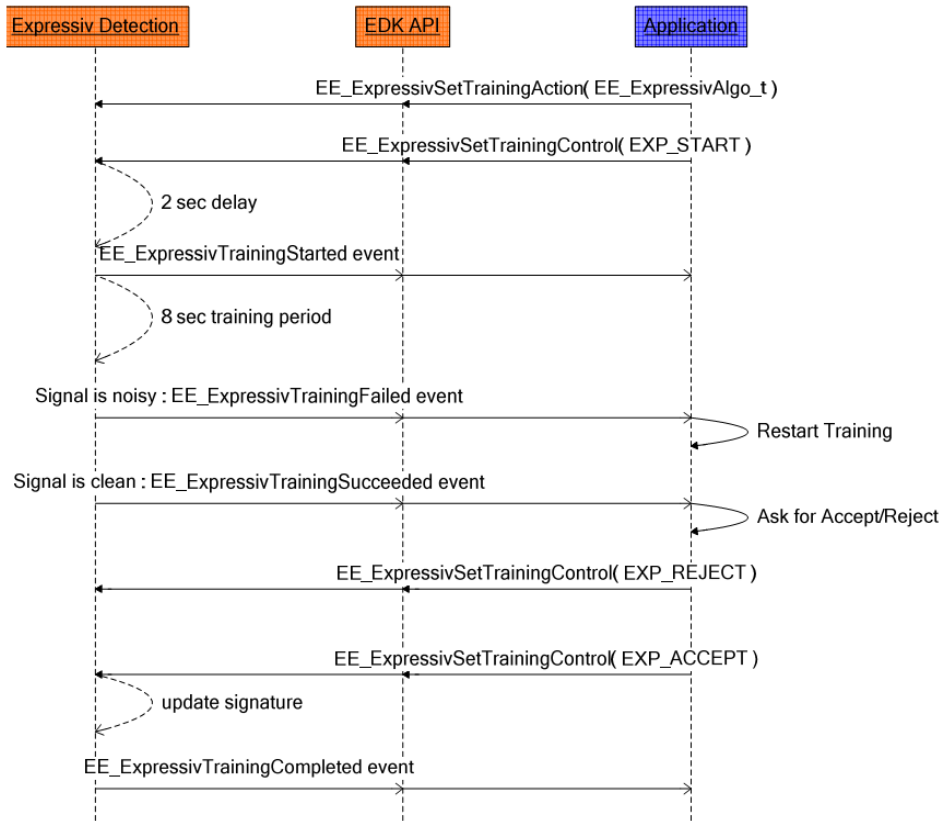 Expressiv Detection
EDK API
Application
EE_ExpressivSetTrainingAction( EE_ExpressivAlgo_t )
EE_ExpressivSetTrainingControl( EXP_START )
2 sec delay
EE_ExpressivTrainingStarted event
8 sec training period
Signal is noisy : EE_ExpressivTrainingFailed event
Restart Training
Signal is clean : EE_ExpressivTrainingSucceeded event
Ask for Accept/Reject
EE_ExpressivSetTrainingControl( EXP_REJECT )
EE_ExpressivSetTrainingControl( EXP_ACCEPT )
update signature
EE_ExpressivTrainingCompleted event